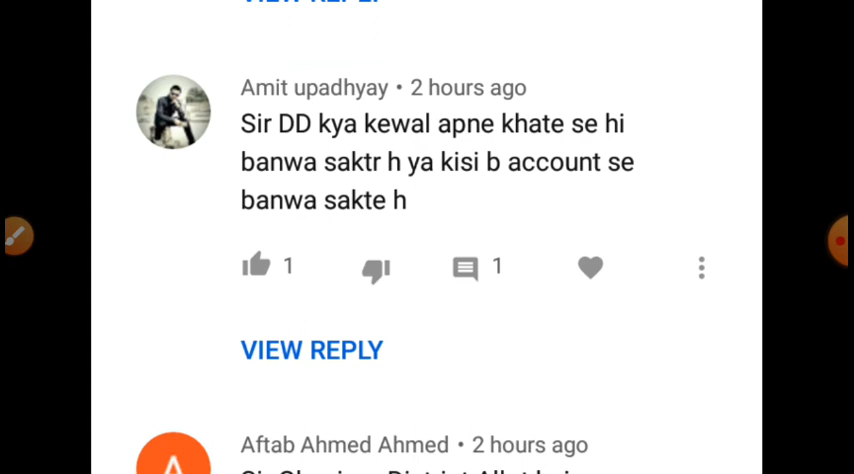 Amit upadhyay • 2 hours ago
Sir DD kya kewal apne khate se hi
banwa saktr h ya kisi b account se
banwa sakte h
1
1
VIEW REPLY
Aftab Ahmed Ahmed • 2 hours ago
A